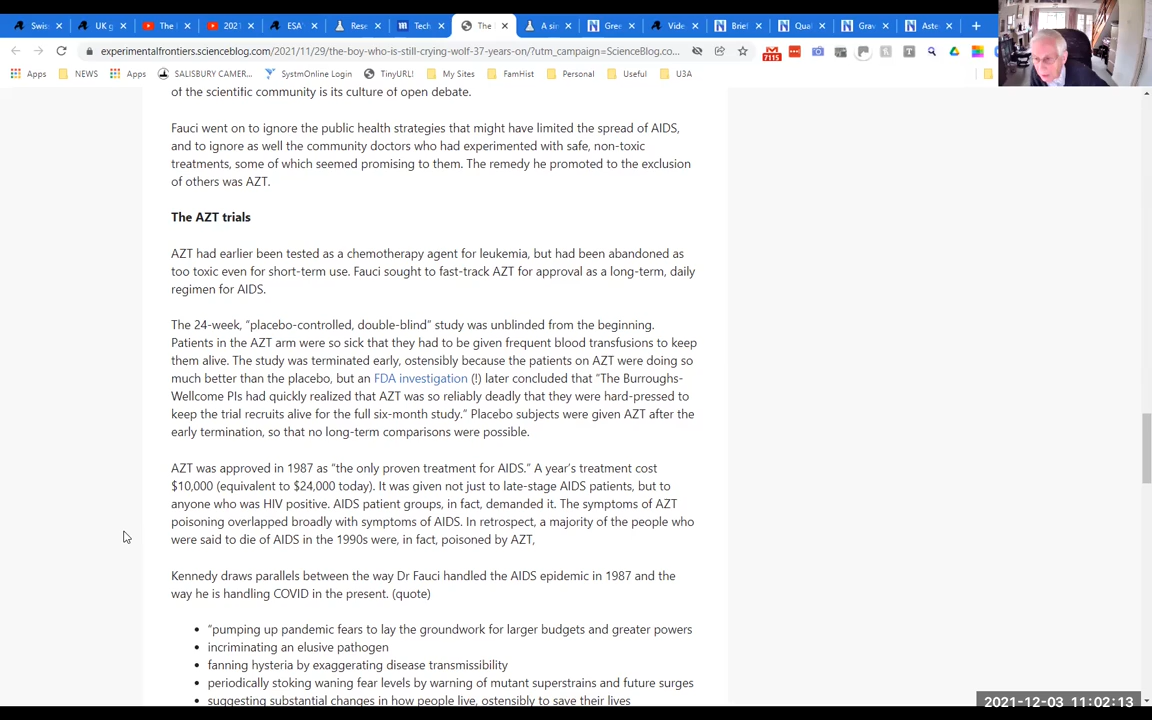 Swis
UK g
The
2021
ESA'
Rese
Tech
The
A sir
Gree
Vide
Brief
Qual
Grav
Aste
experimentalfrontiers.scienceblog.com/2021/11/29/the-boy-who-is-still-crying-wolf-37-years-on/?utm_campaign=ScienceBlog.co...
7115
Apps NEWS Apps SALISBURY CAMER... SystmOnline Login TinyURL! My Sites FamHist Personal Useful U3A
of the scientific community is its culture of open debate.
Fauci went on to ignore the public health strategies that might have limited the spread of AIDS,
and to ignore as well the community doctors who had experimented with safe, non-toxic
treatments, some of which seemed promising to them. The remedy he promoted to the exclusion
of others was AZT.
The AZT trials
AZT had earlier been tested as a chemotherapy agent for leukemia, but had been abandoned as
too toxic even for short-term use. Fauci sought to fast-track AZT for approval as a long-term, daily
regimen for AIDS.
The 24-week, “placebo-controlled, double-blind” study was unblinded from the beginning.
Patients in the AZT arm were so sick that they had to be given frequent blood transfusions to keep
them alive. The study was terminated early, ostensibly because the patients on AZT were doing so
much better than the placebo, but an FDA investigation (!) later concluded that “The Burroughs-
Wellcome PIs had quickly realized that AZT was so reliably deadly that they were hard-pressed to
keep the trial recruits alive for the full six-month study.” Placebo subjects were given AZT after the
early termination, so that no long-term comparisons were possible.
AZT was approved in 1987 as “the only proven treatment for AIDS.” A year’s treatment cost
$10,000 (equivalent to $24,000 today). It was given not just to late-stage AIDS patients, but to
anyone who was HIV positive. AIDS patient groups, in fact, demanded it. The symptoms of AZT
poisoning overlapped broadly with symptoms of AIDS. In retrospect, a majority of the people who
were said to die of AIDS in the 1990s were, in fact, poisoned by AZT,
Kennedy draws parallels between the way Dr Fauci handled the AIDS epidemic in 1987 and the
way he is handling COVID in the present. (quote)
• “pumping up pandemic fears to lay the groundwork for larger budgets and greater powers
• incriminating an elusive pathogen
• fanning hysteria by exaggerating disease transmissibility
• periodically stoking waning fear levels by warning of mutant superstrains and future surges
• suggesting substantial changes in how people live, ostensibly to save their lives
2021-12-03 11:02:13